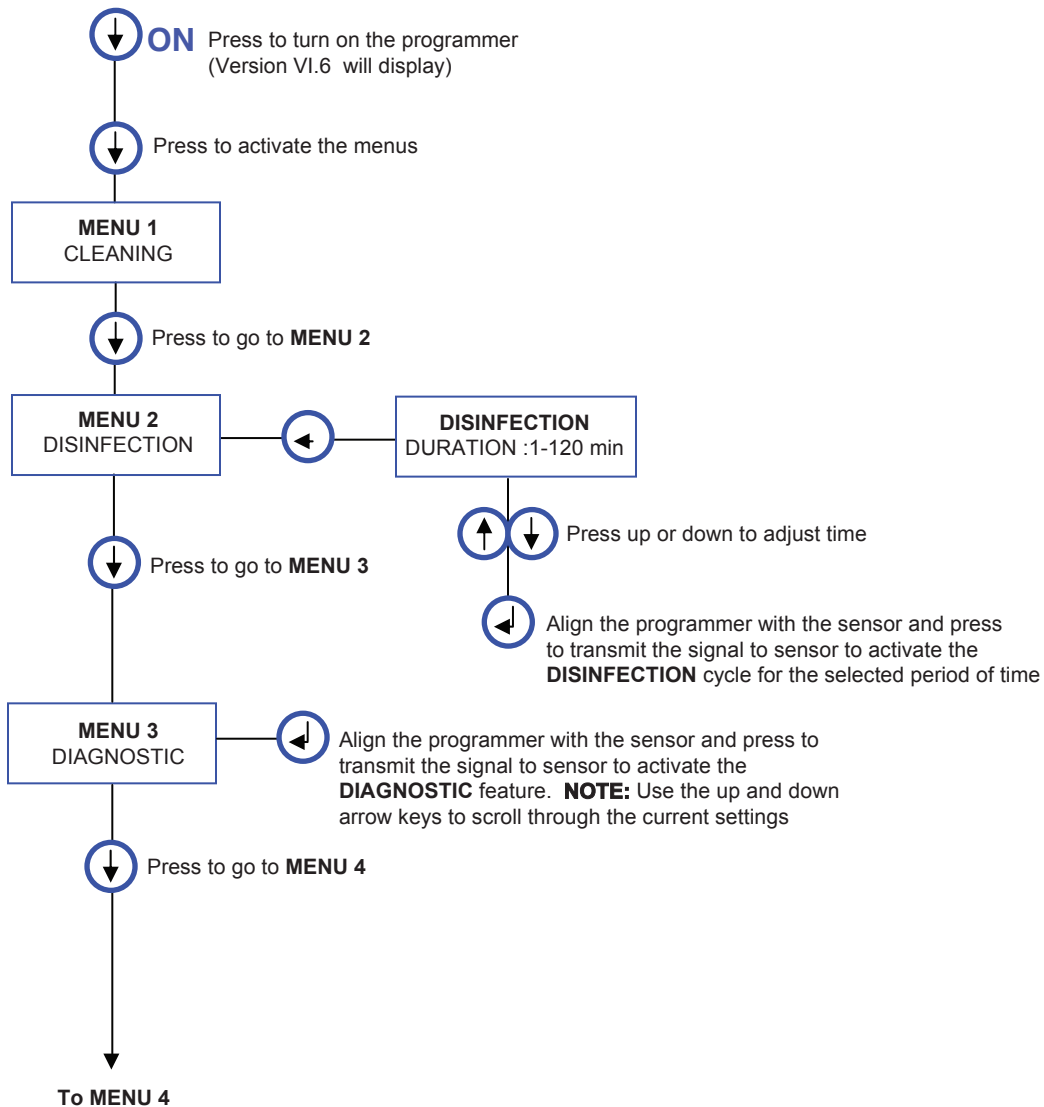 ON Press to turn on the programmer
(Version VI.6 will display)
Press to activate the menus
MENU 1
CLEANING
Press to go to MENU 2
MENU 2
DISINFECTION
DISINFECTION
DURATION :1-120 min
Press up or down to adjust time
Align the programmer with the sensor and press
to transmit the signal to sensor to activate the
DISINFECTION cycle for the selected period of time
Press to go to MENU 3
MENU 3
DIAGNOSTIC
Align the programmer with the sensor and press to
transmit the signal to sensor to activate the
DIAGNOSTIC feature. NOTE: Use the up and down
arrow keys to scroll through the current settings
Press to go to MENU 4
To MENU 4